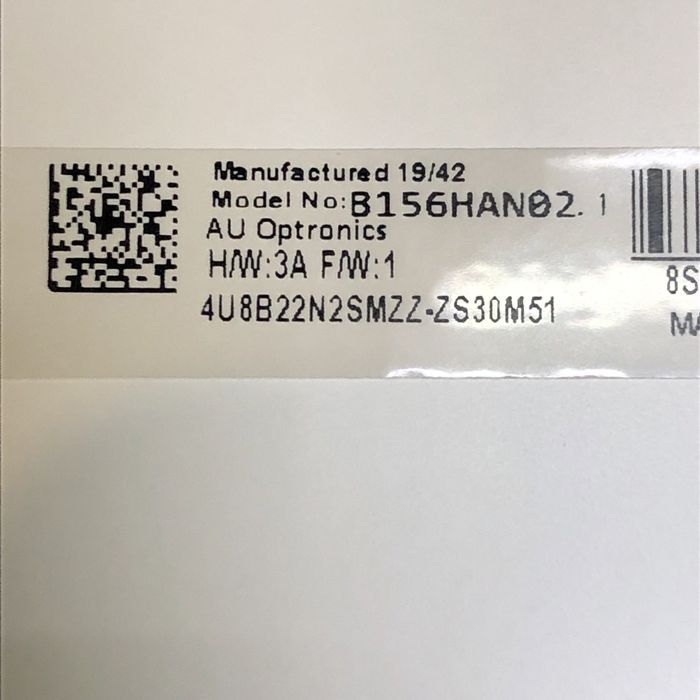 Manufactured 19/42
Model No:B156HAN02. 1
AU Optronics
H/W:3A F/W:1
4U8B22N2SMZZ-ZS30M51
8S
MA